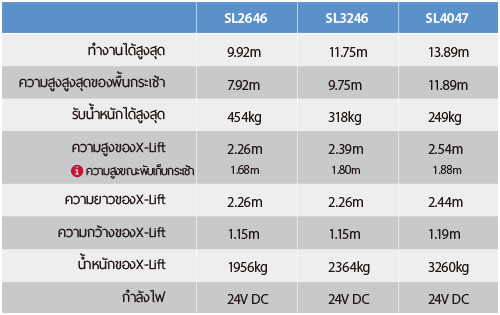 SL2646 SL3246 SL4047
ทำงานได้สูงสุด 9.92m 11.75m 13.89m
ความสูงสูงสุดของพื้นกระเช้า 7.92m 9.75m 11.89m
รับน้ำหนักได้สูงสุด 454kg 318kg 249kg
ความสูงของX-Lift 2.26m 2.39m 2.54m
i ความสูงขณะพับเก็บกระเช้า 1.68m 1.80m 1.88m
ความยาวของX-Lift 2.26m 2.26m 2.44m
ความกว้างของX-Lift 1.15m 1.15m 1.19m
น้ำหนักของX-Lift 1956kg 2364kg 3260kg
กำลังไฟ 24V DC 24V DC 24V DC